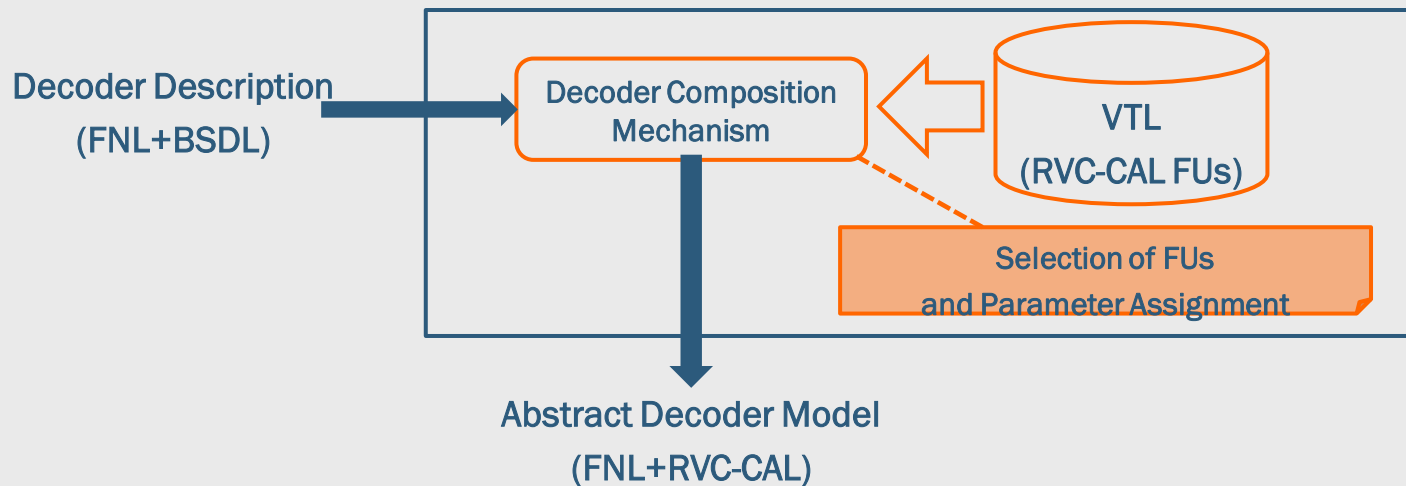 Decoder Description
(FNL+BSDL)
Decoder Composition
Mechanism
VTL
(RVC-CAL FUs)
Selection of FUs
and Parameter Assignment
Abstract Decoder Model
(FNL+RVC-CAL)